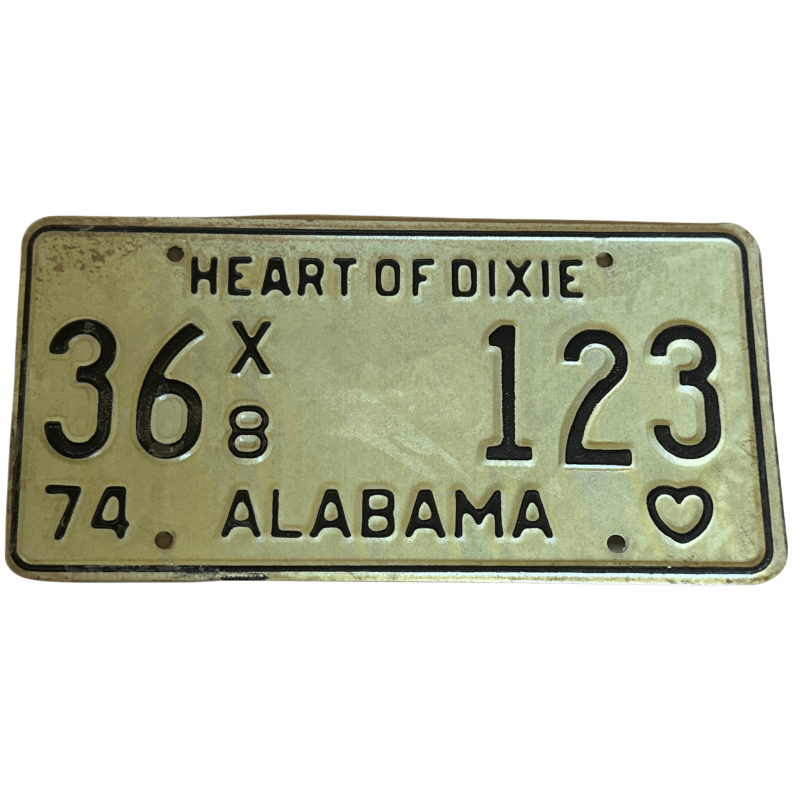 HEART OF DIXIE
36 X 8 123
74 ALABAMA